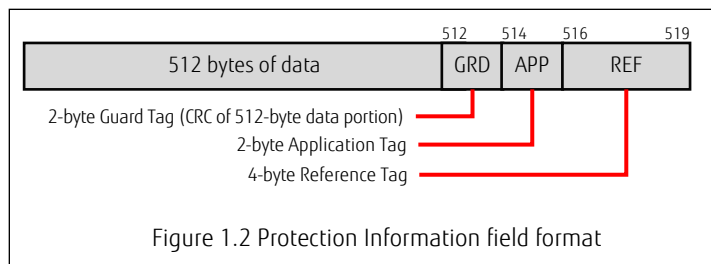 512 514 516 519
512 bytes of data GRD APP REF
2-byte Guard Tag (CRC of 512-byte data portion)
2-byte Application Tag
4-byte Reference Tag
Figure 1.2 Protection Information field format